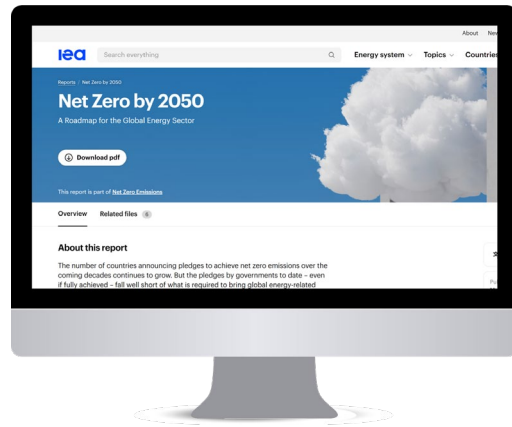 About
iea
Search everything
Energy system
Topics
Countries
Reports / Net Zero by 2050
Net Zero by 2050
A Roadmap for the Global Energy Sector
Download pdf
This report is part of Net Zero Emissions
Overview
Related files 6
About this report
The number of countries announcing pledges to achieve net zero emissions over the
coming decades continues to grow. But the pledges by governments to date – even
if fully achieved – fall well short of what is required to bring global energy-related